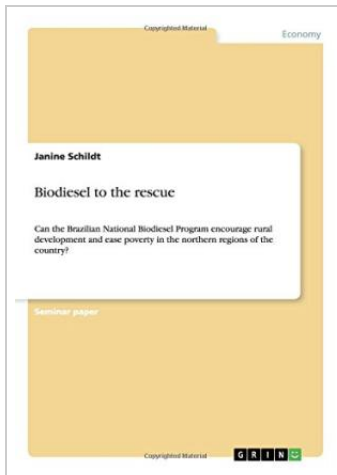 Copyrighted Material
Economy
Janine Schildt
Biodiesel to the rescue
Can the Brazilian National Biodiesel Program encourage rural
development and ease poverty in the northern regions of the
country?
Seminar paper
Copyrighted Material
GRIN